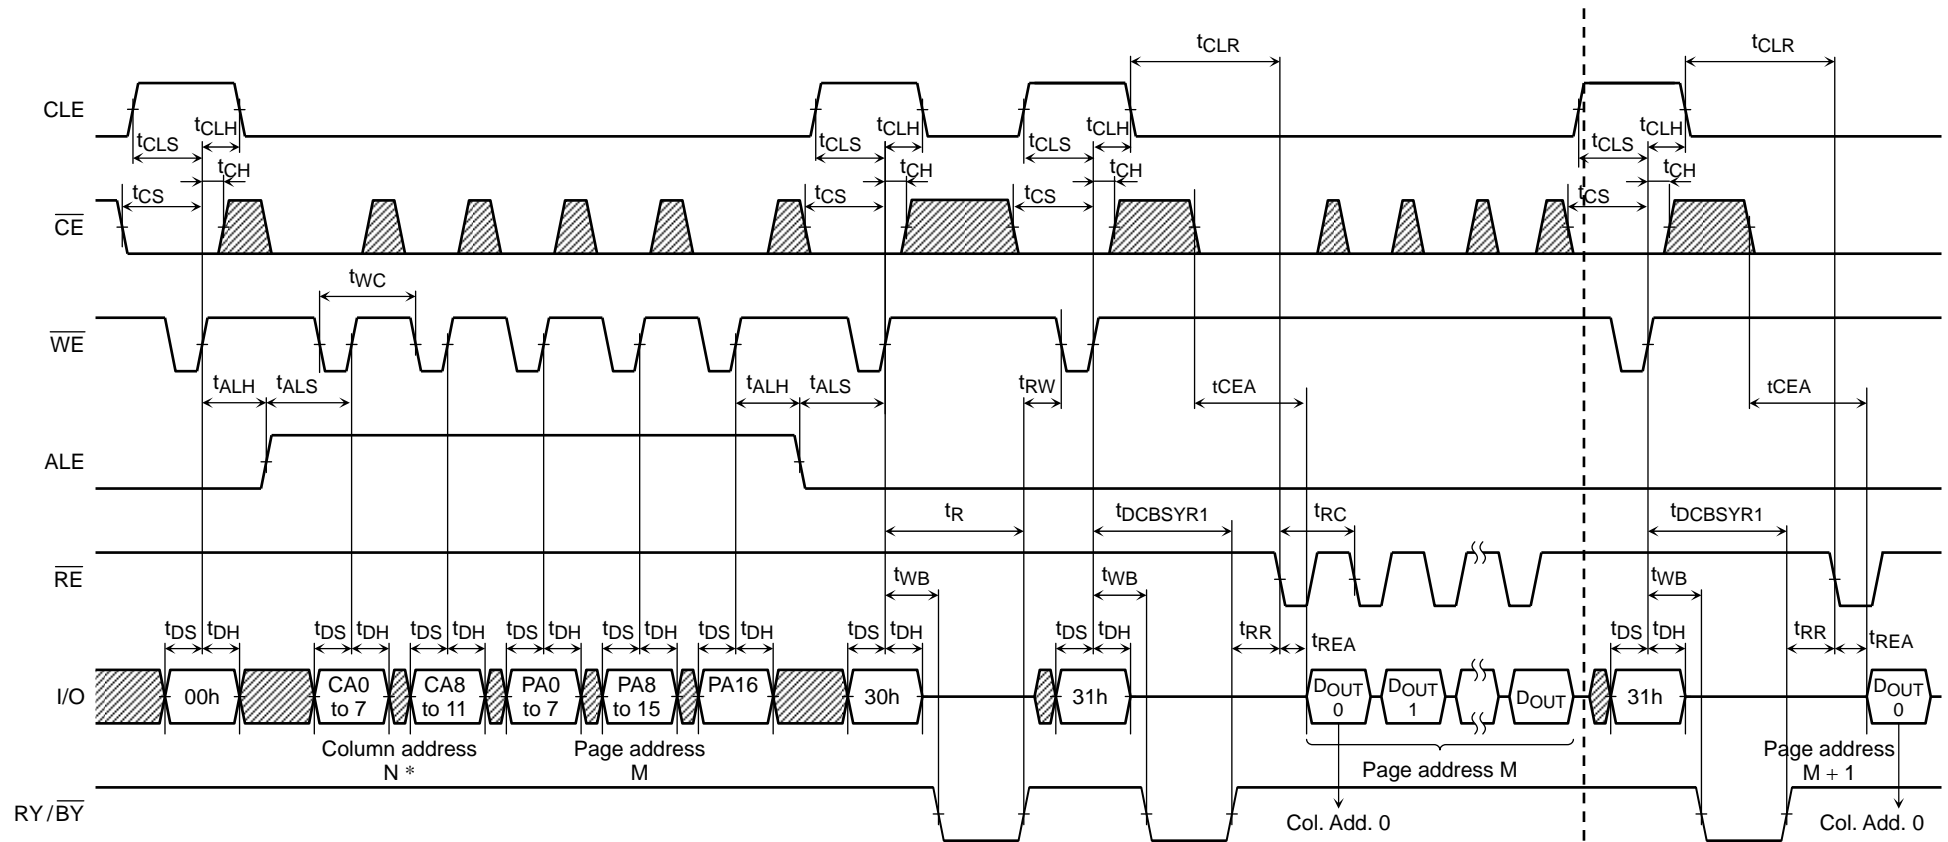 tCLR tCLR
CLE
tCLS tCLH tCLS tCLH tCLS tCLH tCLS tCLH
tCS tCH tCS tCH tCS tCH tCS tCH
CE
tWC
WE
tALH tALS tALH tALS tRW tCEA tCEA
ALE
tR tDCBSYR1 tRC tDCBSYR1
RE
tWB tWB tWB
tDS tDH tDS tDH tDS tDH tDS tDH tDS tDH tDS tDH tDS tDH tDS tDH tRR tREA tDS tDH tRR tREA
I/O
00h
CA0 to 7
CA8 to 11
PA0 to 7
PA8 to 15
PA16
30h
31h
DOUT 0
DOUT 1
DOUT
31h
DOUT 0
Column address
N *
Page address
M
Page address M
Page address
M + 1
RY/BY
Col. Add. 0
Col. Add. 0